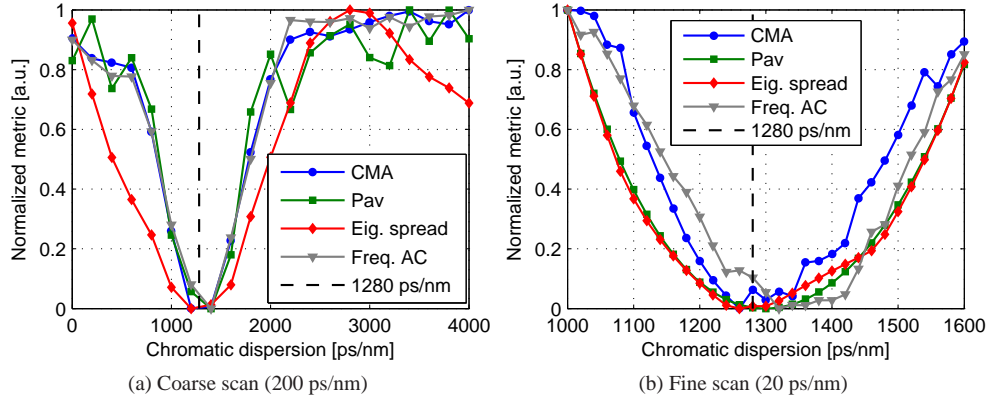 Normalized metric [a.u.]
1
0.8
0.6
0.4
0.2
0
0 1000 2000 3000 4000
Chromatic dispersion [ps/nm]
CMA
Pav
Eig. spread
Freq. AC
1280 ps/nm
(a) Coarse scan (200 ps/nm)
Normalized metric [a.u.]
1
0.8
0.6
0.4
0.2
0
1000 1100 1200 1300 1400 1500 1600
Chromatic dispersion [ps/nm]
CMA
Pav
Eig. spread
Freq. AC
1280 ps/nm
(b) Fine scan (20 ps/nm)